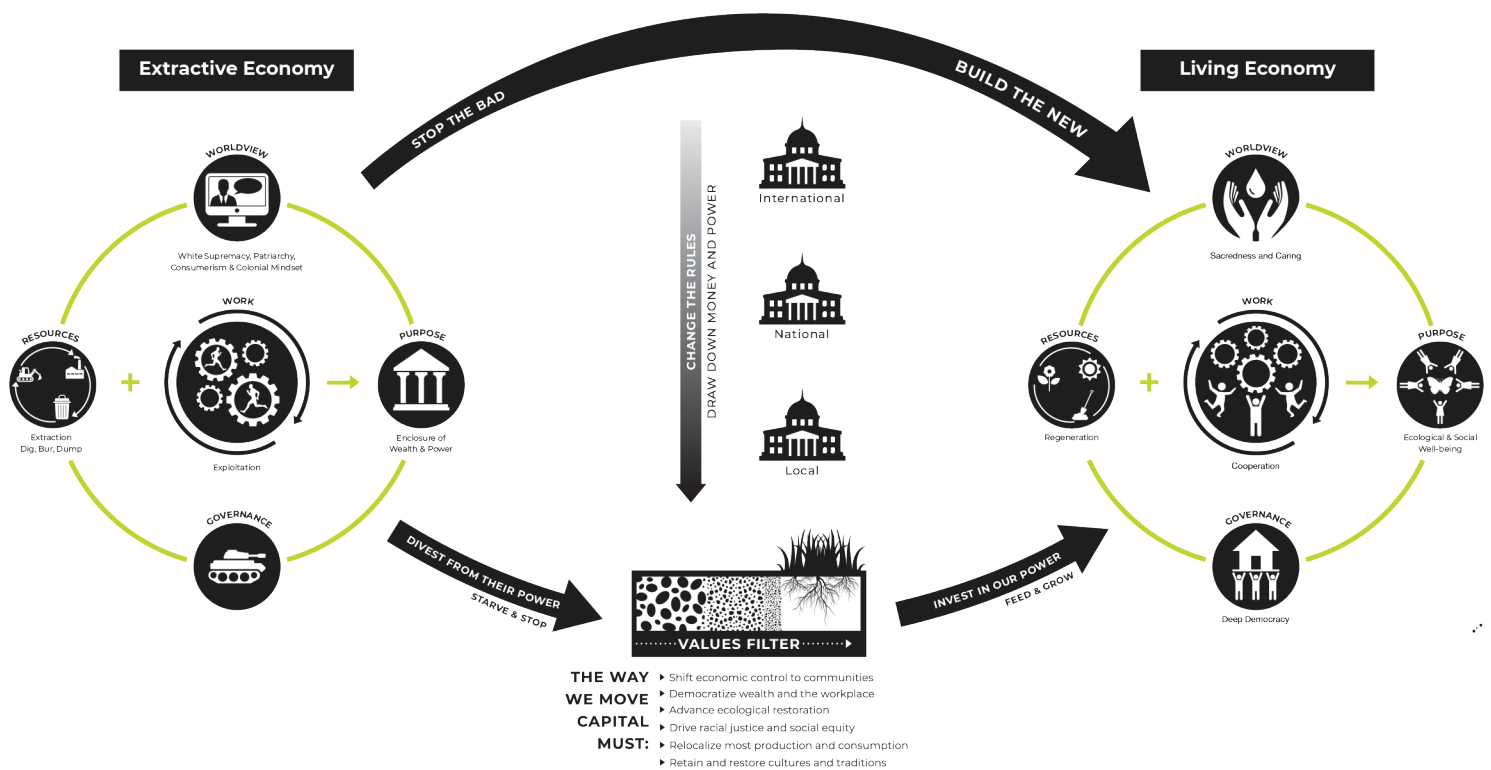 Extractive Economy
STOP THE BAD
BUILD THE NEW
Living Economy
WORLDVIEW
White Supremacy, Patriarchy,
Consumerism & Colonial Mindset
RESOURCES
Extraction
Dig, Bur, Dump
WORK
Exploitation
PURPOSE
Enclosure of
Wealth & Power
GOVERNANCE
CHANGE THE RULES
DRAW DOWN MONEY AND POWER
International
National
Local
WORLDVIEW
Sacredness and Caring
RESOURCES
Regeneration
WORK
Cooperation
PURPOSE
Ecological & Social
Well-being
GOVERNANCE
Deep Democracy
DIVEST FROM THEIR POWER
STARVE & STOP
VALUES FILTER
INVEST IN OUR POWER
FEED & GROW
THE WAY
WE MOVE
CAPITAL
MUST:
Shift economic control to communities
Democratize wealth and the workplace
Advance ecological restoration
Drive racial justice and social equity
Relocalize most production and consumption
Retain and restore cultures and traditions